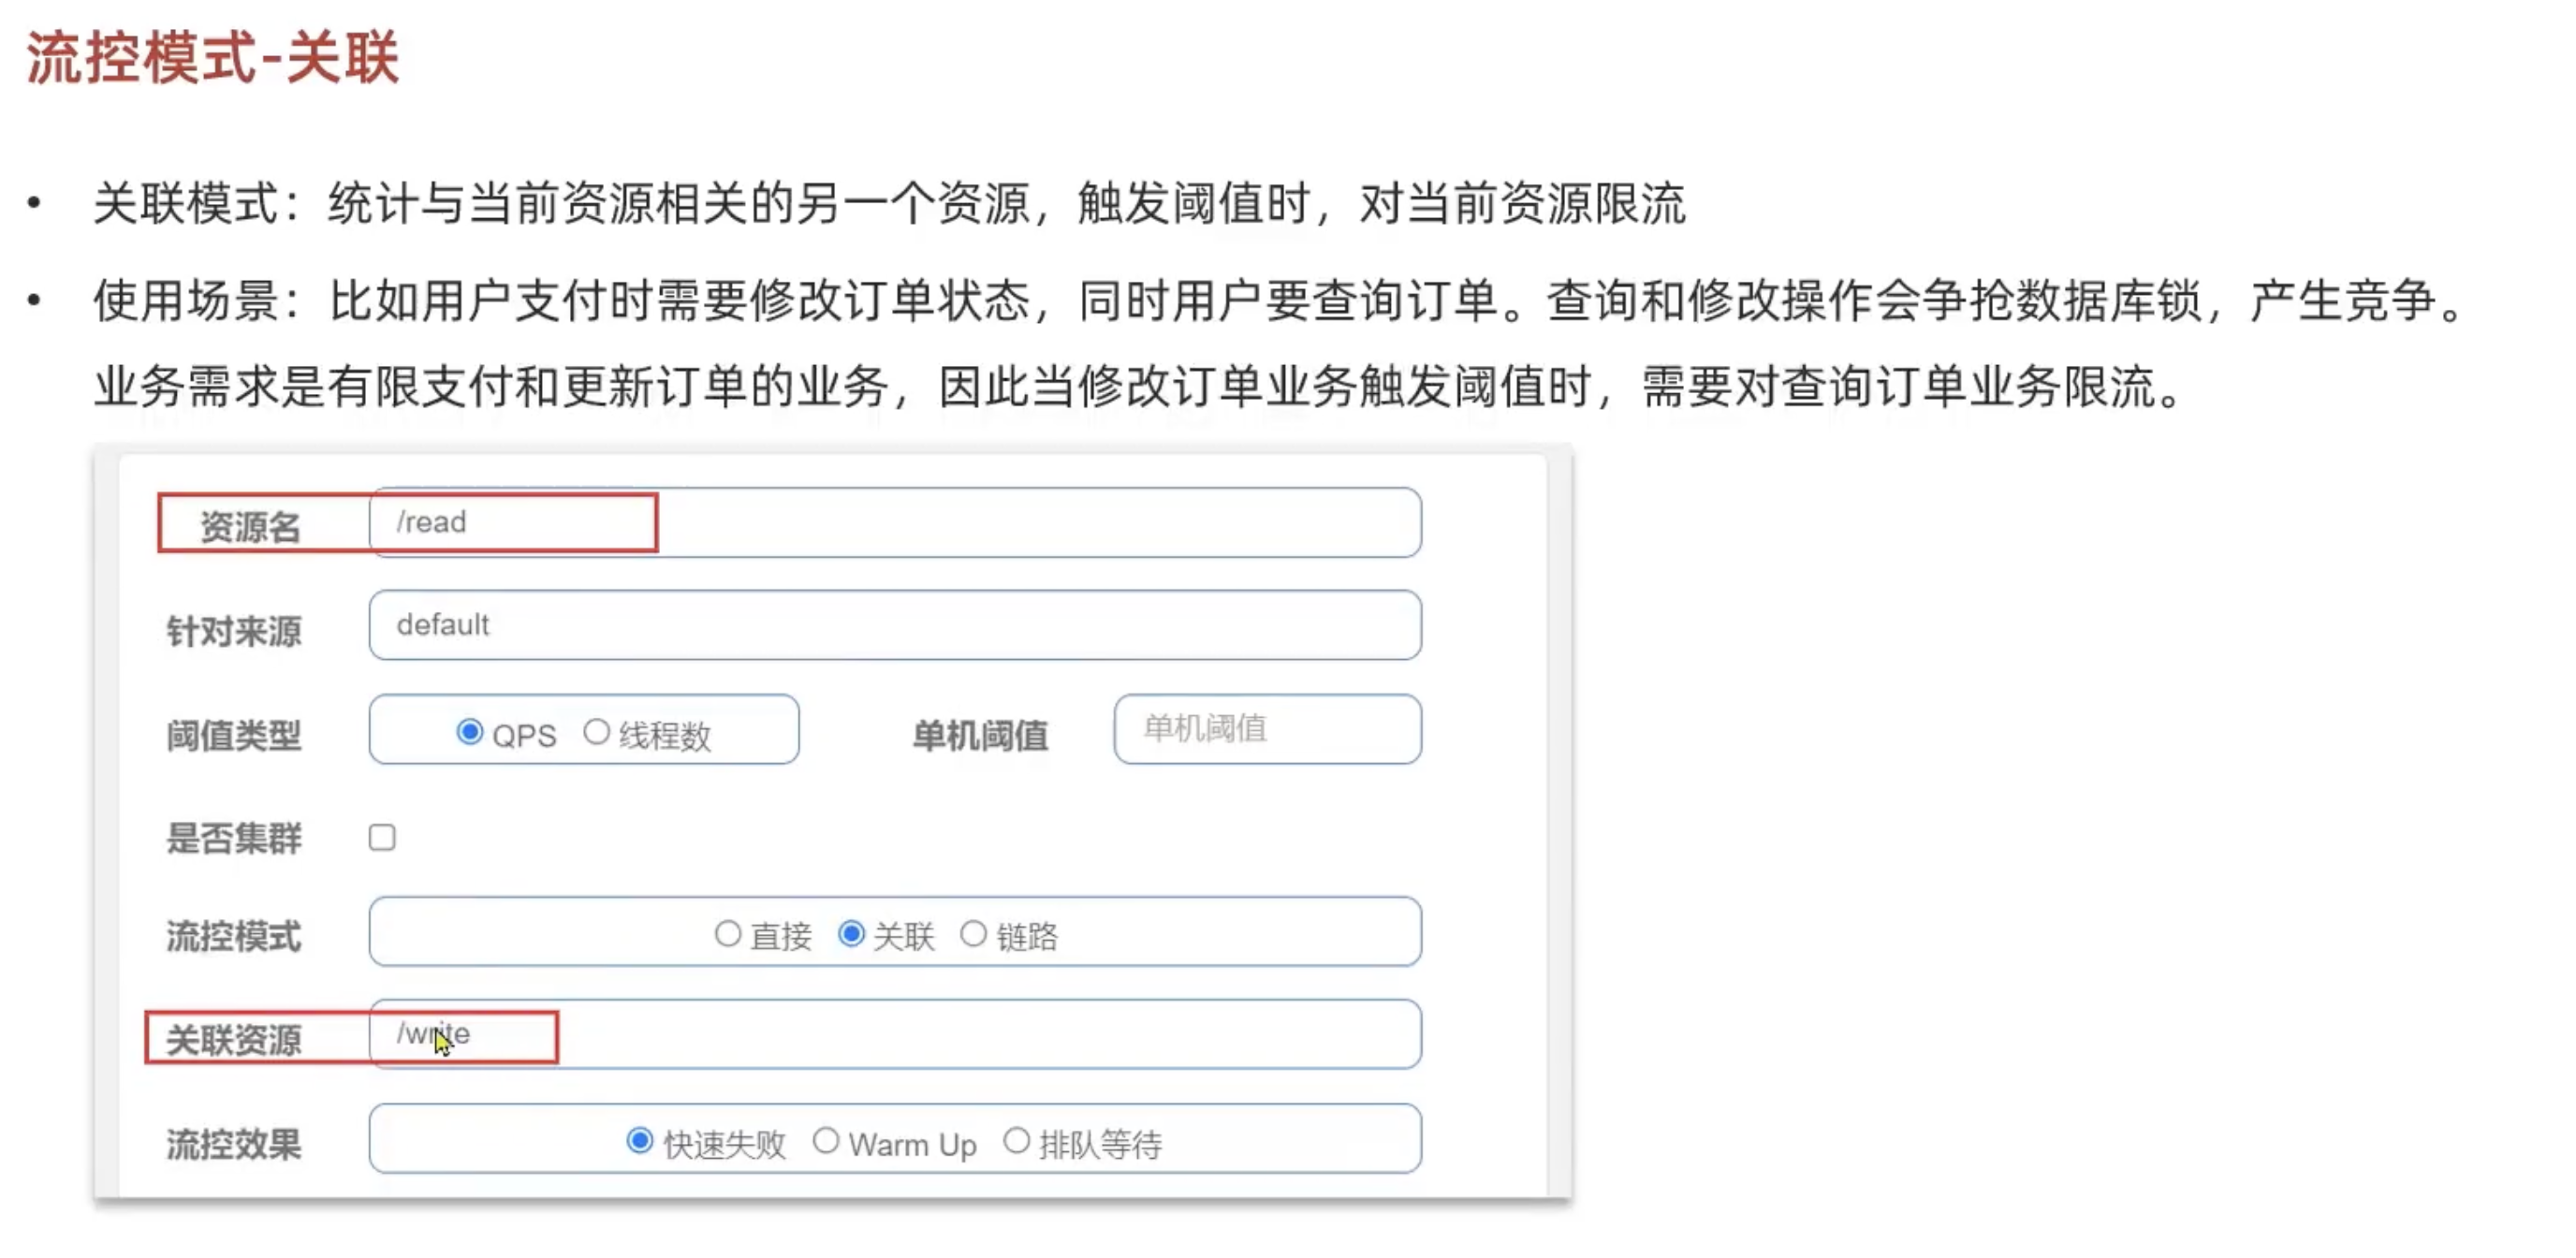 流控模式-关联
• 关联模式：统计与当前资源相关的另一个资源，触发阈值时，对当前资源限流
• 使用场景：比如用户支付时需要修改订单状态，同时用户要查询订单。查询和修改操作会争抢数据库锁，产生竞争。
业务需求是有限支付和更新订单的业务，因此当修改订单业务触发阈值时，需要对查询订单业务限流。
资源名 /read
针对来源 default
阈值类型 QPS 线程数 单机阈值 单机阈值
是否集群
流控模式 直接 关联 链路
关联资源 /write
流控效果 快速失败 Warm Up 排队等待